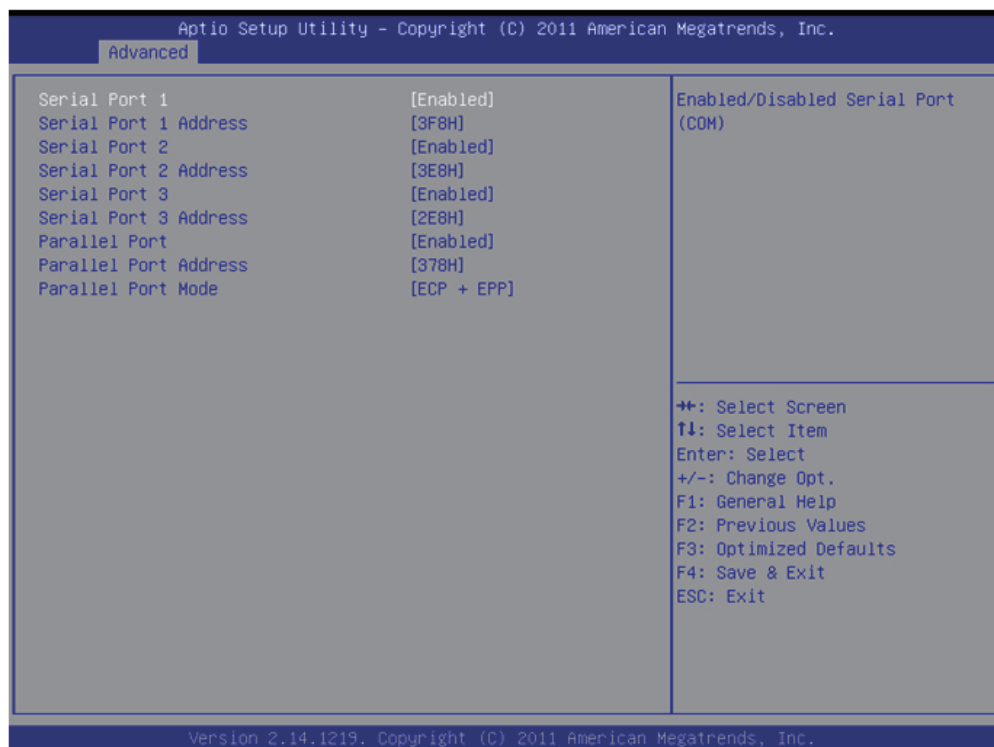 Aptio Setup Utility – Copyright (C) 2011 American Megatrends, Inc.
Advanced
Serial Port 1 [Enabled]
Serial Port 1 Address [3F8H]
Serial Port 2 [Enabled]
Serial Port 2 Address [3E8H]
Serial Port 3 [Enabled]
Serial Port 3 Address [2E8H]
Parallel Port [Enabled]
Parallel Port Address [378H]
Parallel Port Mode [ECP + EPP]
Enabled/Disabled Serial Port
(COM)
→←: Select Screen
↑↓: Select Item
Enter: Select
+/-: Change Opt.
F1: General Help
F2: Previous Values
F3: Optimized Defaults
F4: Save & Exit
ESC: Exit
Version 2.14.1219. Copyright (C) 2011 American Megatrends, Inc.